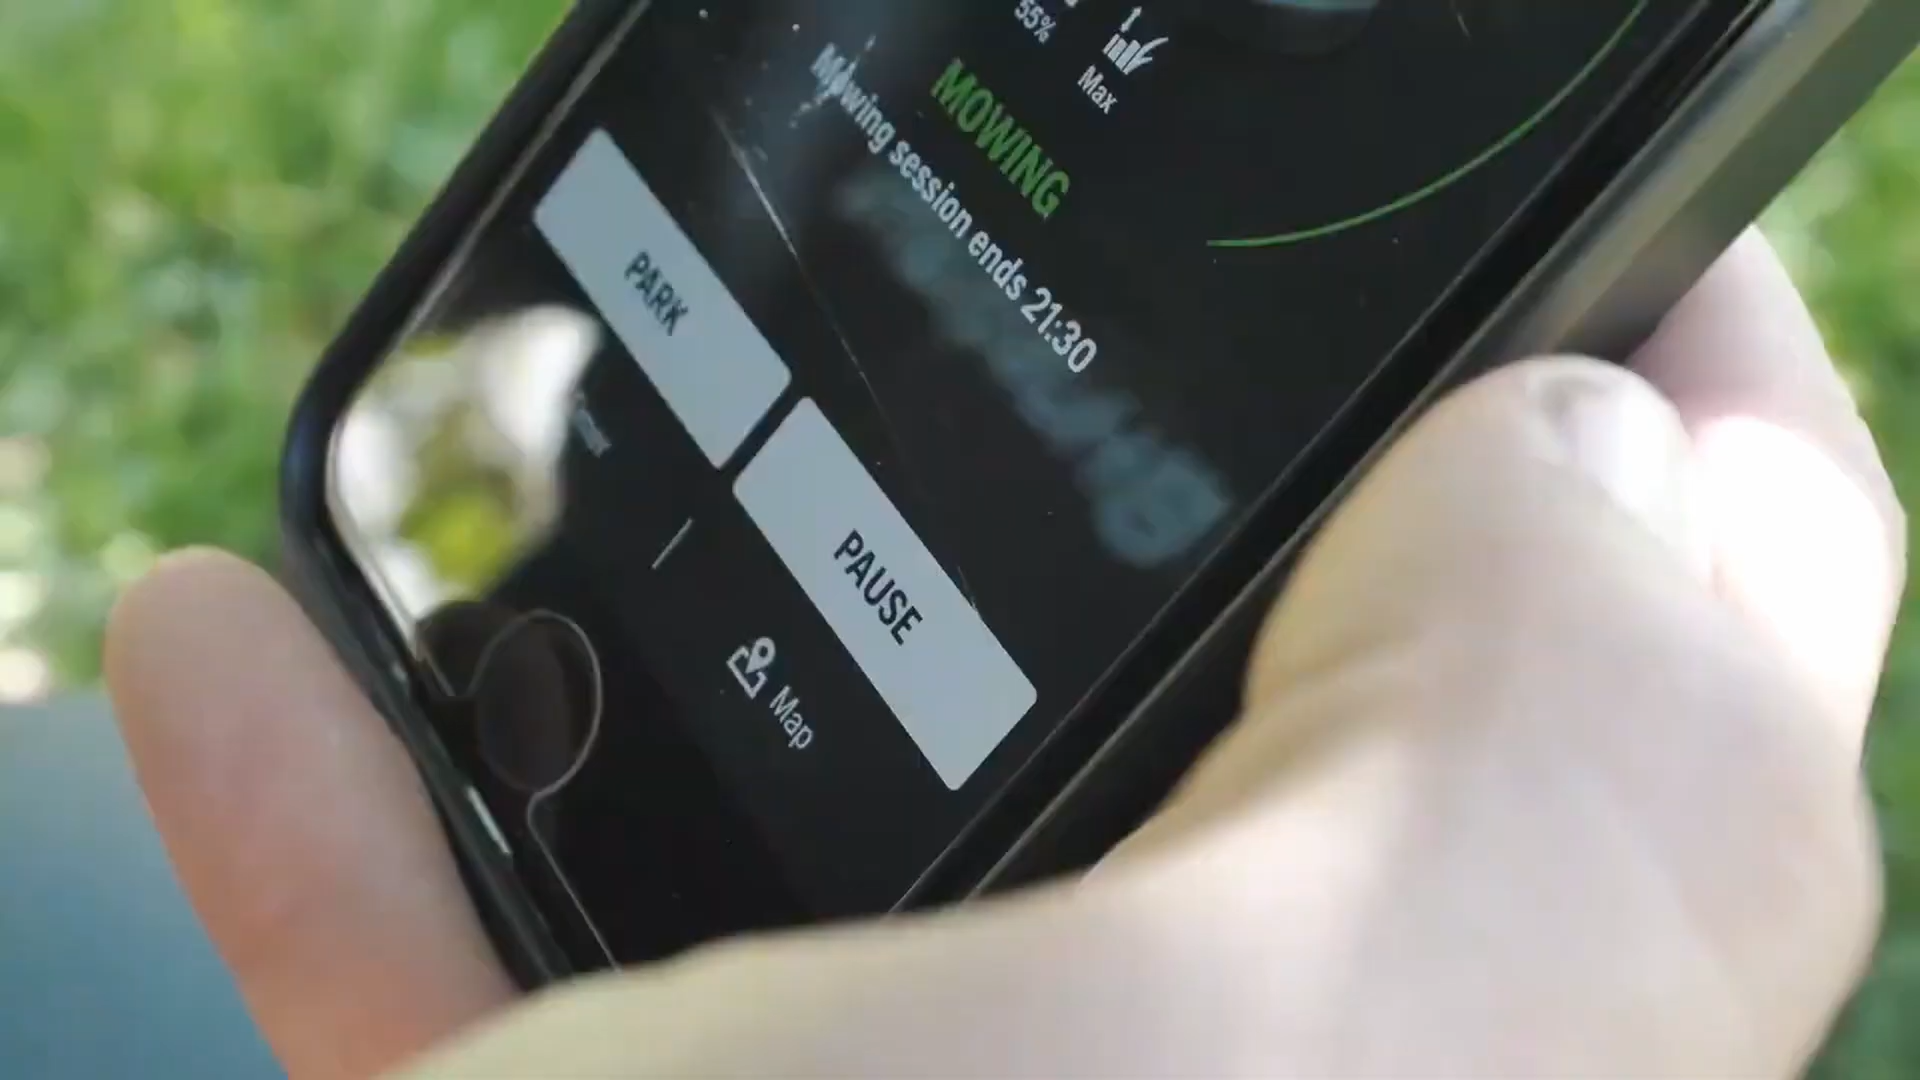 55%
Max
MOWING
Mowing session ends 21:30
PARK
PAUSE
Map